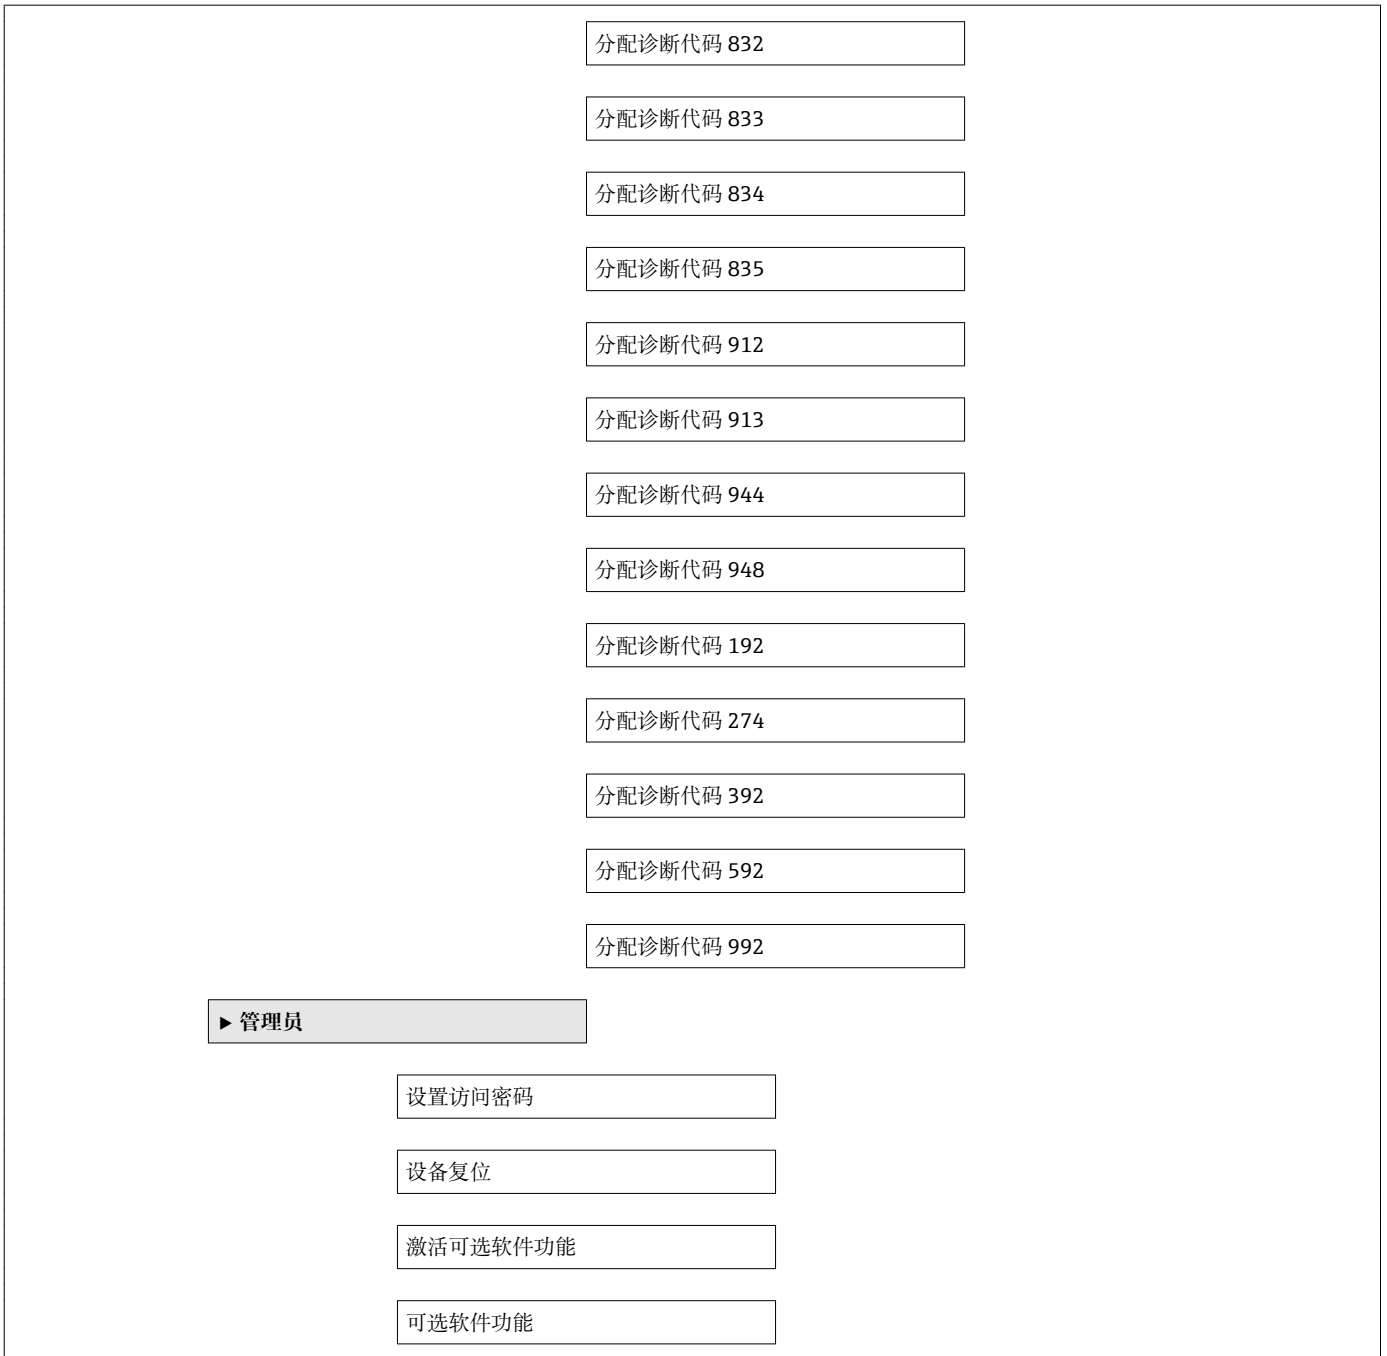 分配诊断代码 832
分配诊断代码 833
分配诊断代码 834
分配诊断代码 835
分配诊断代码 912
分配诊断代码 913
分配诊断代码 944
分配诊断代码 948
分配诊断代码 192
分配诊断代码 274
分配诊断代码 392
分配诊断代码 592
分配诊断代码 992
▶ 管理员
设置访问密码
设备复位
激活可选软件功能
可选软件功能